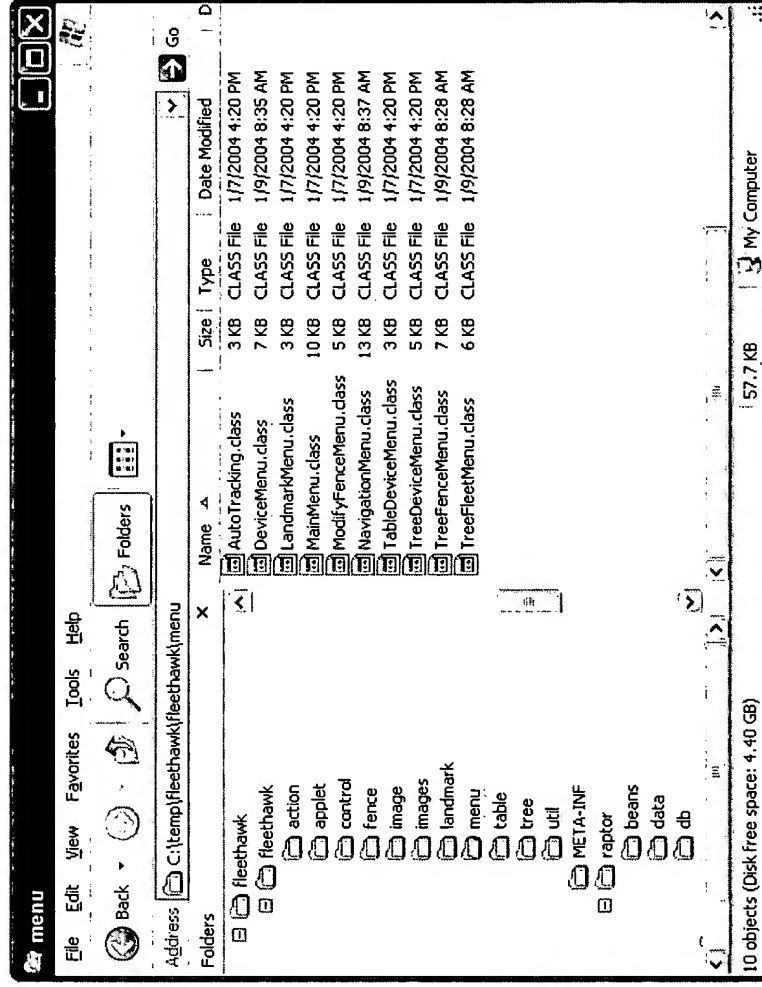 menu
File Edit View Favorites Tools Help
Back Search Folders
Address C:\temp\fleethawk\fleethawk\menu Go
Folders X
fleethawk
fleethawk
action
applet
control
fence
image
images
landmark
menu
table
tree
util
META-INF
raptor
beans
data
db
Name Size Type Date Modified D
AutoTracking.class 3 KB CLASS File 1/7/2004 4:20 PM
DeviceMenu.class 7 KB CLASS File 1/9/2004 8:35 AM
LandmarkMenu.class 3 KB CLASS File 1/7/2004 4:20 PM
MainMenu.class 10 KB CLASS File 1/7/2004 4:20 PM
ModifyFenceMenu.class 5 KB CLASS File 1/7/2004 4:20 PM
NavigationMenu.class 13 KB CLASS File 1/9/2004 8:37 AM
TableDeviceMenu.class 3 KB CLASS File 1/7/2004 4:20 PM
TreeDeviceMenu.class 5 KB CLASS File 1/7/2004 4:20 PM
TreeFenceMenu.class 7 KB CLASS File 1/9/2004 8:28 AM
TreeFleetMenu.class 6 KB CLASS File 1/9/2004 8:28 AM
10 objects (Disk free space: 4.40 GB) 57.7 KB My Computer